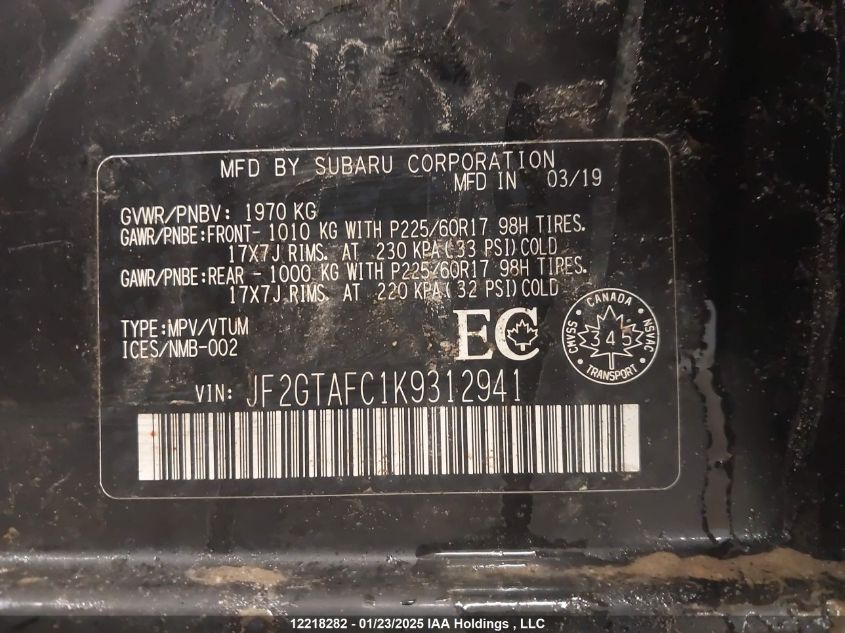 MFD BY SUBARU CORPORATION
MFD IN 03/19
GVWR/PNBV: 1970 KG
GAWR/PNBE:FRONT- 1010 KG WITH P225/60R17 98H TIRES.
17X7J RIMS. AT 230 KPA(33 PSI)COLD
GAWR/PNBE:REAR - 1000 KG WITH P225/60R17 98H TIRES.
17X7J RIMS. AT 220 KPA(32 PSI)COLD
TYPE:MPV/VTUM
ICES/NMB-002
EC
CANADA
CMVSS 345 NSVAC
TRANSPORT
VIN: JF2GTAFC1K9312941
12218282 - 01/23/2025 IAA Holdings , LLC